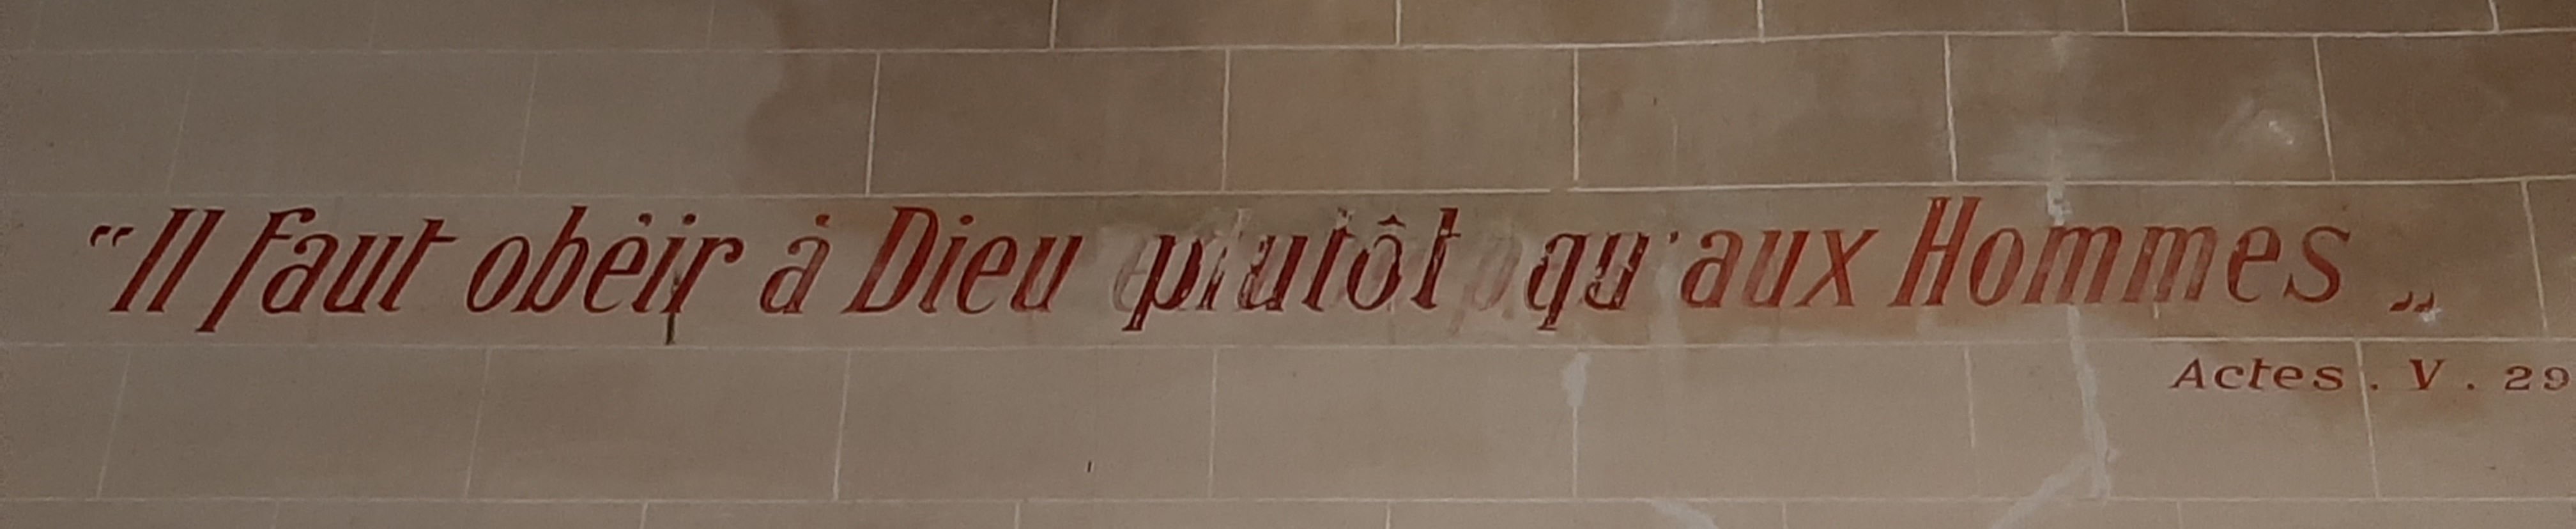 “Il faut obéir à Dieu plutôt qu'aux Hommes „
Actes . V . 29